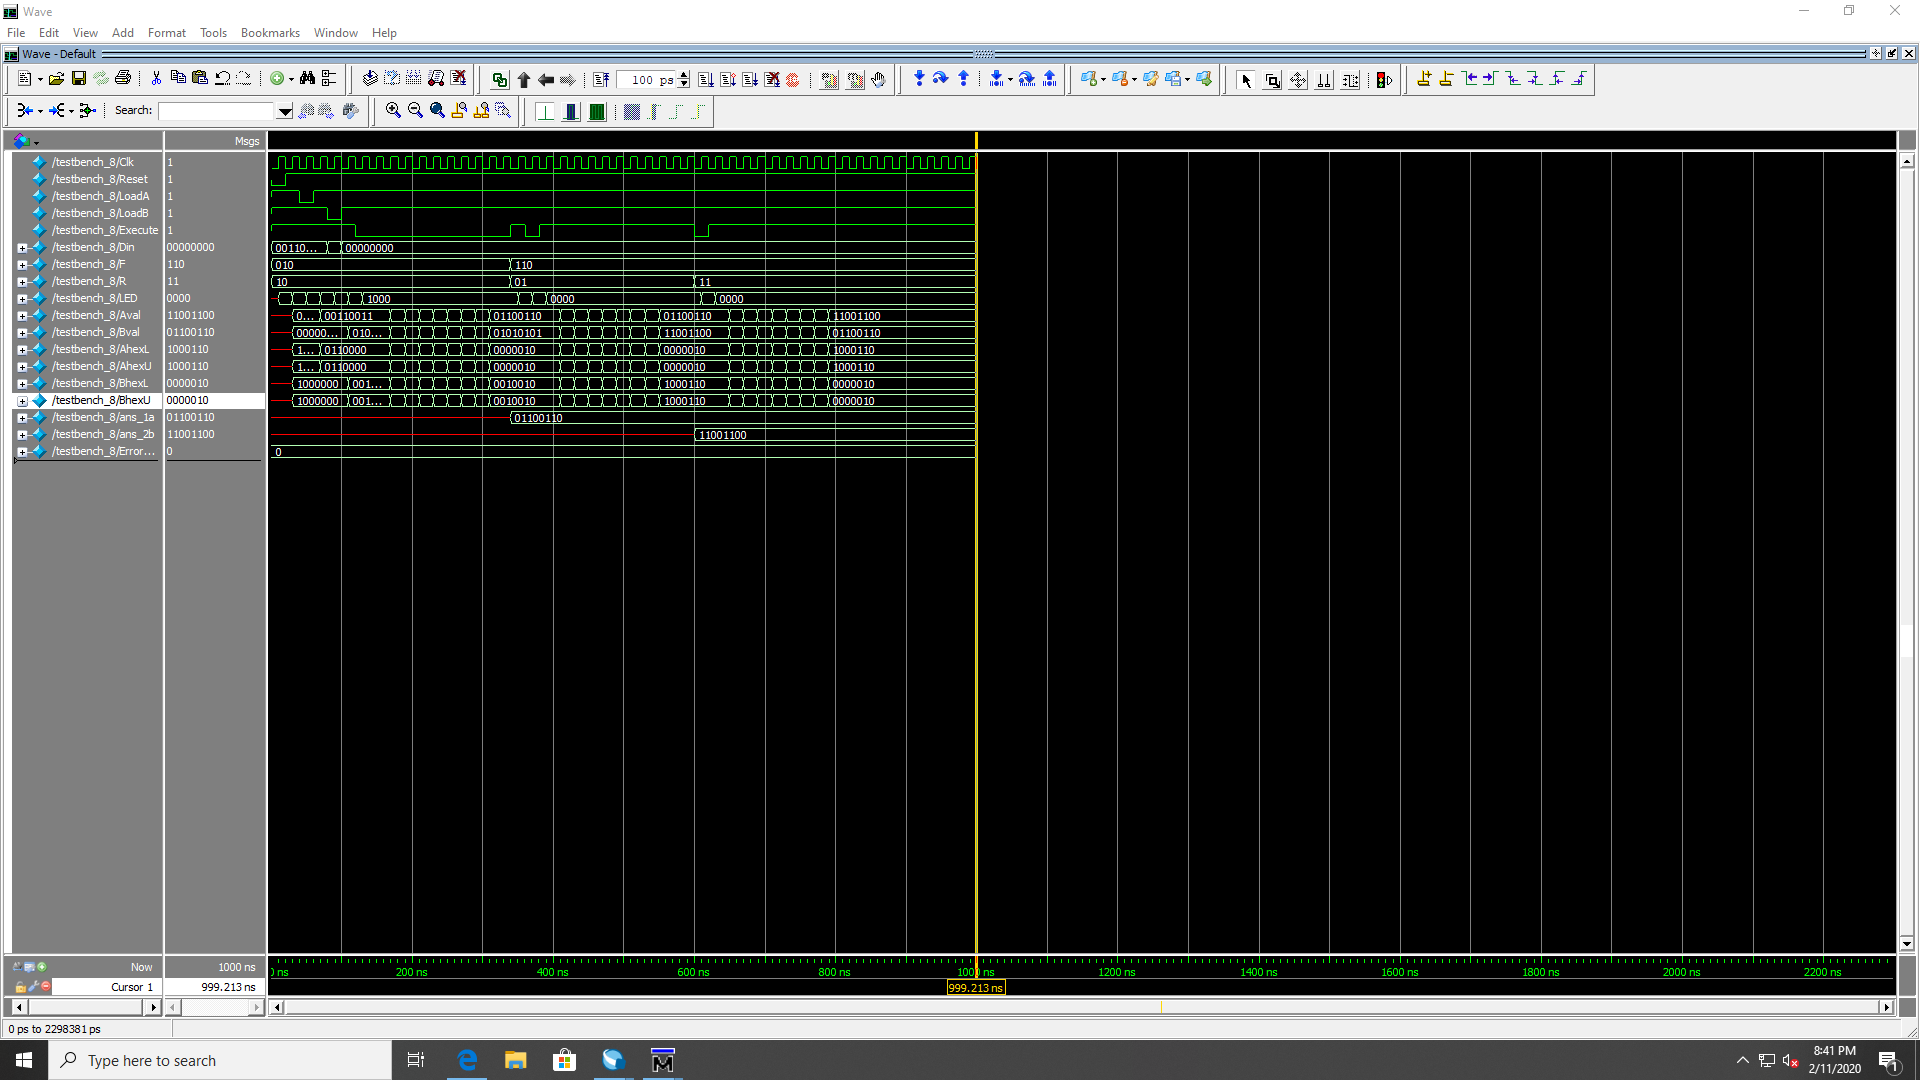 Wave
File Edit View Add Format Tools Bookmarks Window Help
Wave - Default
100 ps
Search:
Msgs
/testbench_8/Clk 1
/testbench_8/Reset 1
/testbench_8/LoadA 1
/testbench_8/LoadB 1
/testbench_8/Execute 1
/testbench_8/Din 00000000 00110... 00000000
/testbench_8/F 110 010 110
/testbench_8/R 11 10 01 11
/testbench_8/LED 0000 1000 0000 0000
/testbench_8/Aval 11001100 0... 00110011 01100110 01100110 11001100
/testbench_8/Bval 01100110 00000... 010... 01010101 11001100 01100110
/testbench_8/AhexL 1000110 1... 0110000 0000010 0000010 1000110
/testbench_8/AhexU 1000110 1... 0110000 0000010 0000010 1000110
/testbench_8/BhexL 0000010 1000000 001... 0010010 1000110 0000010
/testbench_8/BhexU 0000010 1000000 001... 0010010 1000110 0000010
/testbench_8/ans_1a 01100110 01100110
/testbench_8/ans_2b 11001100 11001100
/testbench_8/Error... 0 0
Now 1000 ns ns 200 ns 400 ns 600 ns 800 ns 1000 ns 1200 ns 1400 ns 1600 ns 1800 ns 2000 ns 2200 ns
Cursor 1 999.213 ns 999.213 ns
0 ps to 2298381 ps
Type here to search
8:41 PM
2/11/2020
1